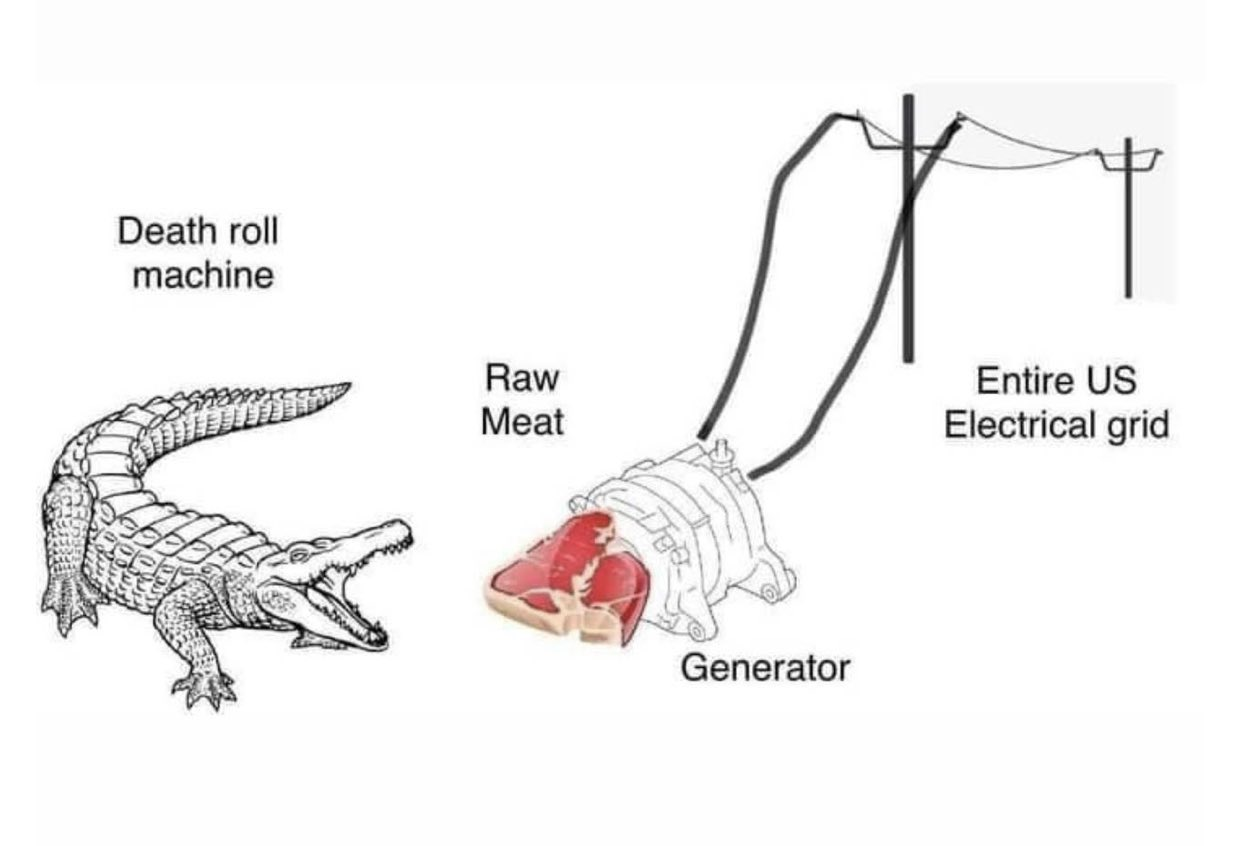 Death roll
machine
Raw
Meat
Generator
Entire US
Electrical grid